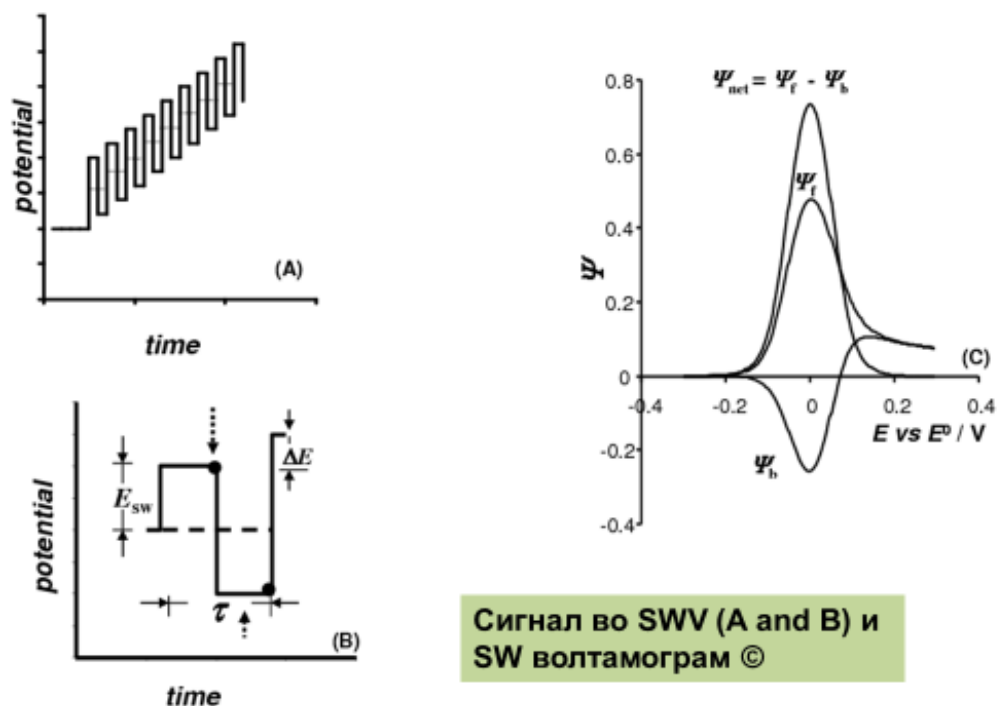 potential
(A)
time
potential
E_SW
ΔE
τ
(B)
time
Ψ_net = Ψ_f - Ψ_b
Ψ
0.8
0.6
0.4
0.2
0
-0.2
-0.4
Ψ_f
Ψ_b
(C)
-0.4
-0.2
0
0.2
0.4
E vs E⁰ / V
Сигнал во SWV (A and B) и
SW волтамограм ©